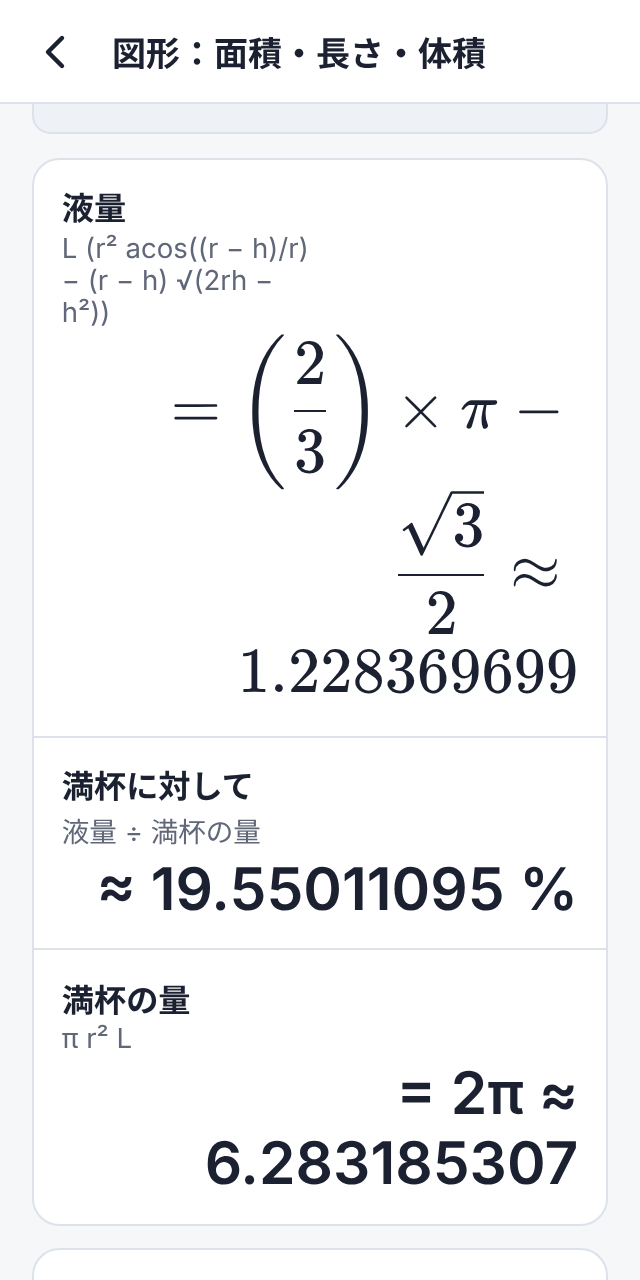 図形：面積・長さ・体積
液量
L (r² acos((r − h)/r)
− (r − h) √(2rh −
h²))
= (2/3) × π −
√3/2 ≈
1.228369699
満杯に対して
液量 ÷ 満杯の量
≈ 19.55011095 %
満杯の量
π r² L
= 2π ≈
6.283185307